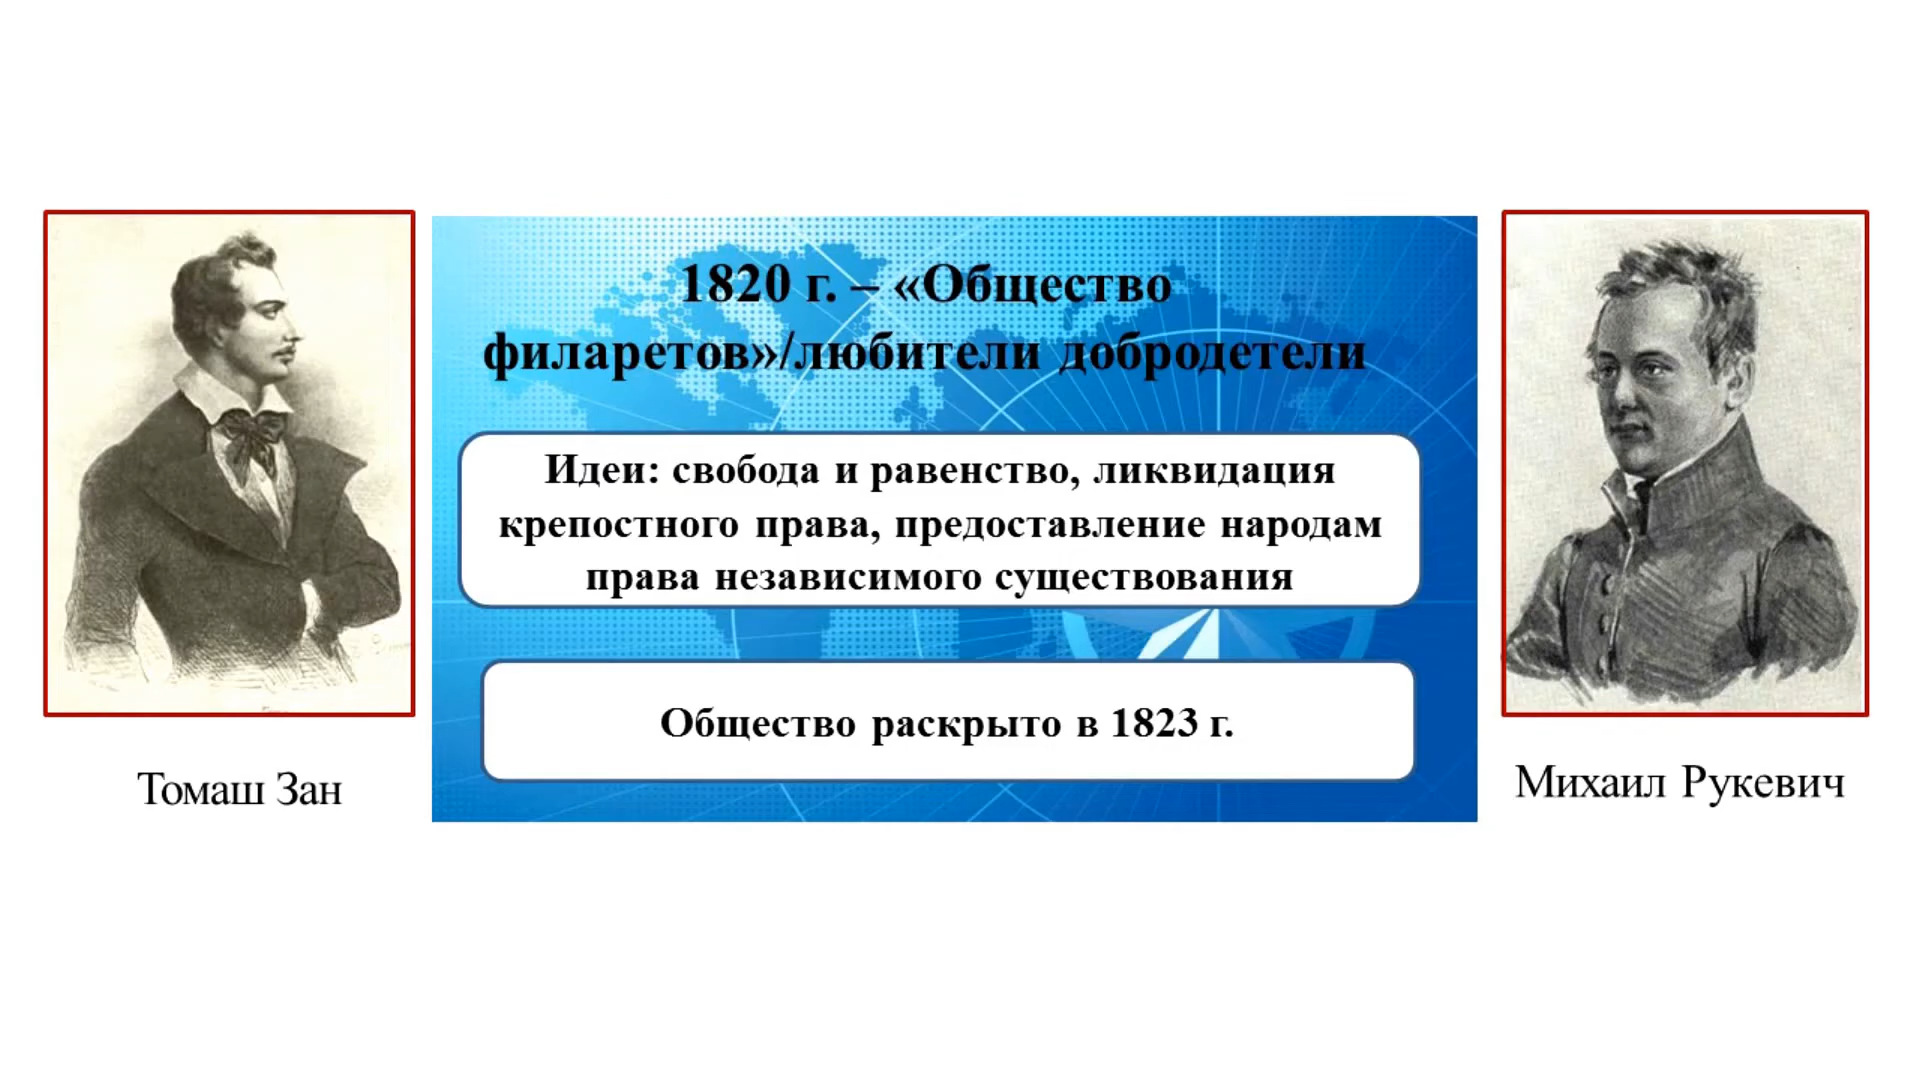 1820 г. – «Общество
филаретов»/любители добродетели
Идеи: свобода и равенство, ликвидация
крепостного права, предоставление народам
права независимого существования
Общество раскрыто в 1823 г.
Томаш Зан
Михаил Рукевич